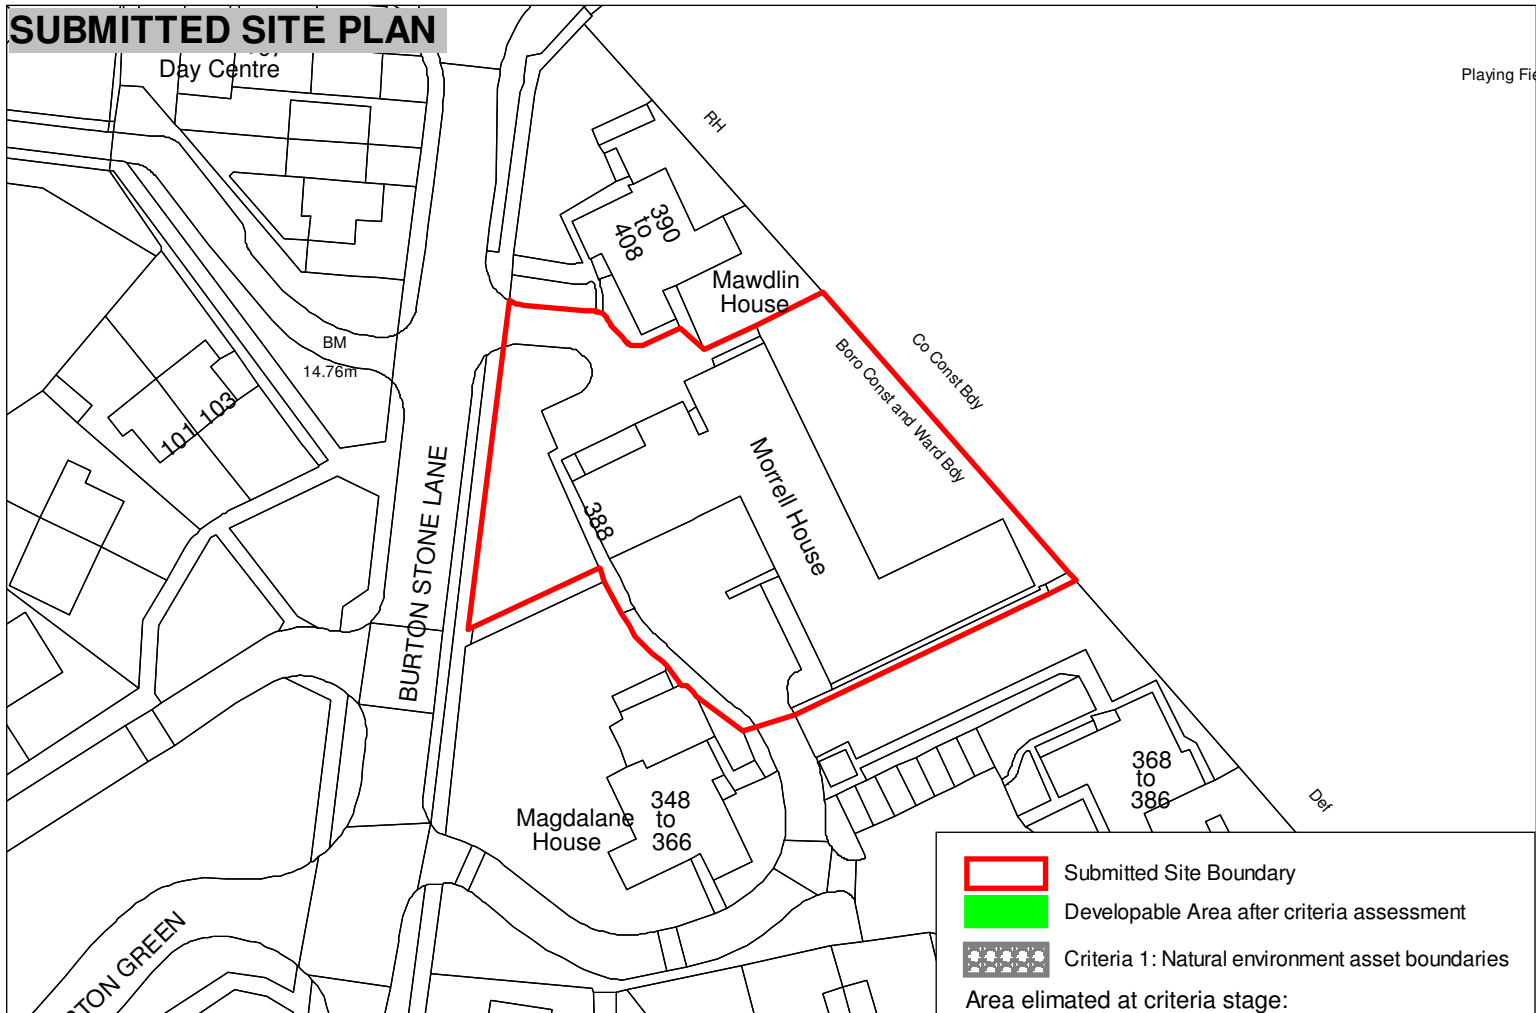 SUBMITTED SITE PLAN
Day Centre
Playing
RH
390
to
408
Mawdlin
House
BM
14.76m
Co Const Bdy
Boro Const and Ward Bdy
101 103
Morrell House
388
BURTON STONE LANE
368
to
386
Def
Magdalane
House
348
to
366
Submitted Site Boundary
Developable Area after criteria assessment
Criteria 1: Natural environment asset boundaries
Area elimated at criteria stage:
GREEN